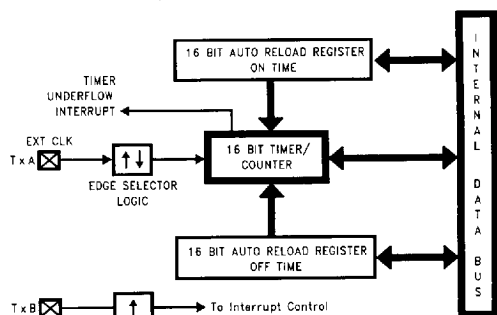 16 BIT AUTO RELOAD REGISTER
ON TIME
TIMER
UNDERFLOW
INTERRUPT
EXT CLK
TxA
EDGE SELECTOR
LOGIC
16 BIT TIMER/
COUNTER
16 BIT AUTO RELOAD REGISTER
OFF TIME
TxB
To Interrupt Control
INTERNAL DATA BUS